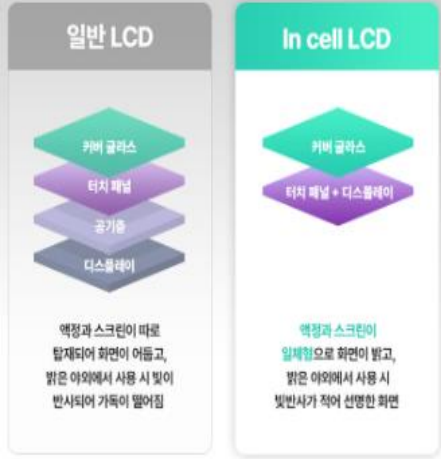 일반 LCD
커버 글라스
터치 패널
공기층
디스플레이
액정과 스크린이 따로
탑재되어 화면이 어둡고,
밝은 야외에서 사용 시 빛이
반사되어 가독이 떨어짐
In cell LCD
커버 글라스
터치 패널 + 디스플레이
액정과 스크린이
일체형으로 화면이 밝고,
밝은 야외에서 사용 시
빛반사가 적어 선명한 화면